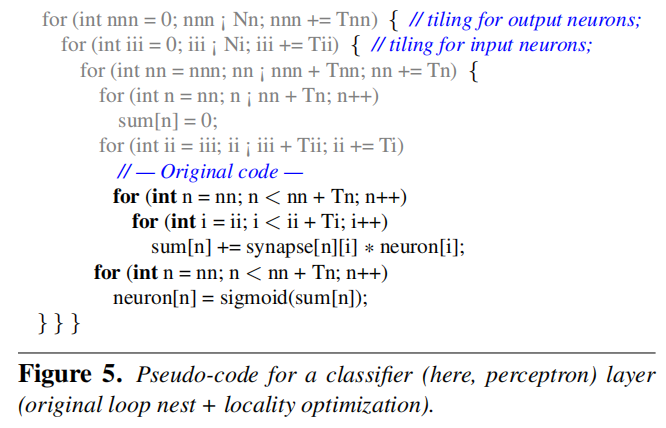 for (int nnn = 0; nnn ¡ Nn; nnn += Tnn) { // tiling for output neurons;
for (int iii = 0; iii ¡ Ni; iii += Tii) { // tiling for input neurons;
for (int nn = nnn; nn ¡ nnn + Tnn; nn += Tn) {
for (int n = nn; n ¡ nn + Tn; n++)
sum[n] = 0;
for (int ii = iii; ii ¡ iii + Tii; ii += Ti)
// — Original code —
for (int n = nn; n < nn + Tn; n++)
for (int i = ii; i < ii + Ti; i++)
sum[n] += synapse[n][i] ∗ neuron[i];
for (int n = nn; n < nn + Tn; n++)
neuron[n] = sigmoid(sum[n]);
} } }
Figure 5. Pseudo-code for a classifier (here, perceptron) layer
(original loop nest + locality optimization).